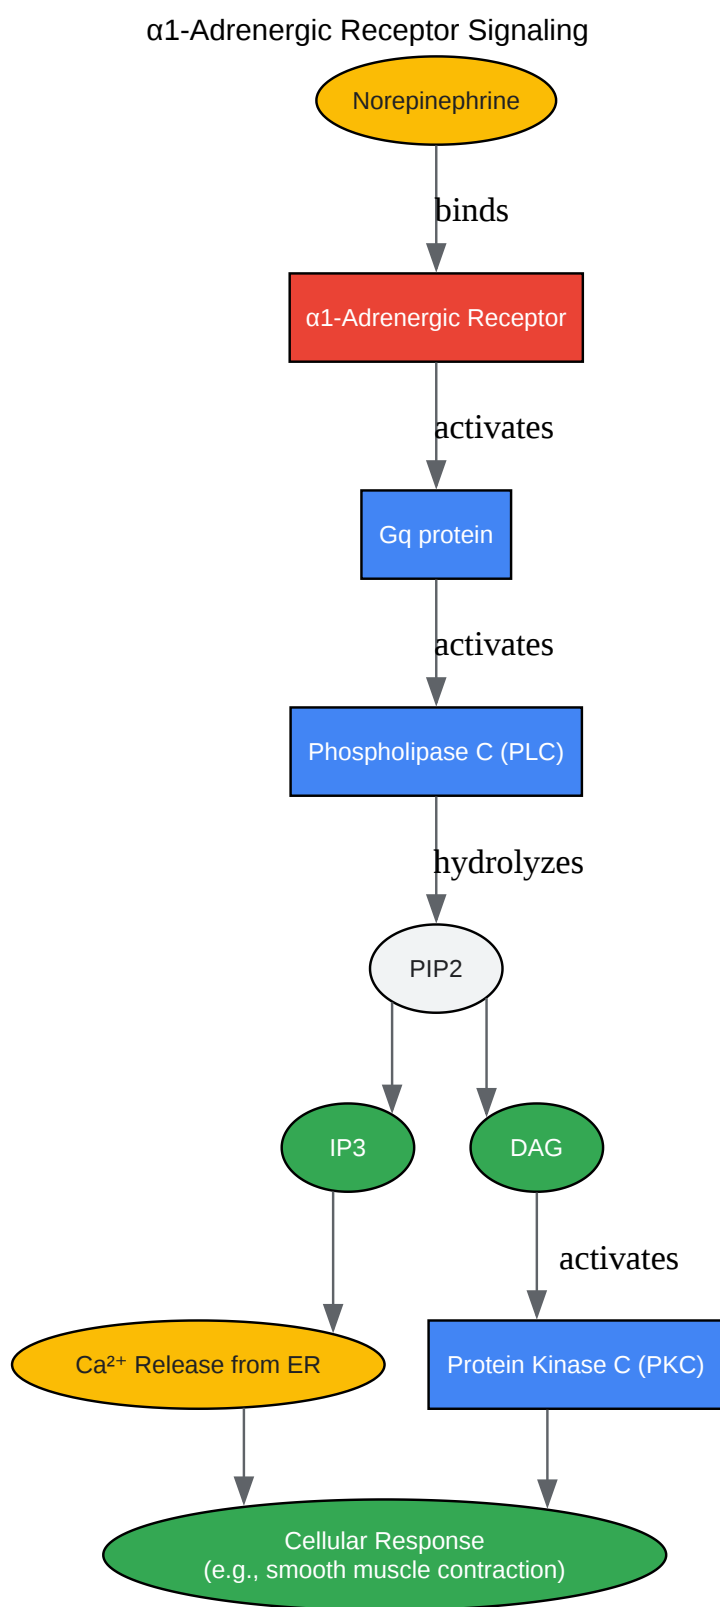 α1-Adrenergic Receptor Signaling
Norepinephrine
binds
α1-Adrenergic Receptor
activates
Gq protein
activates
Phospholipase C (PLC)
hydrolyzes
PIP2
IP3
DAG
activates
Ca²⁺ Release from ER
Protein Kinase C (PKC)
Cellular Response
(e.g., smooth muscle contraction)